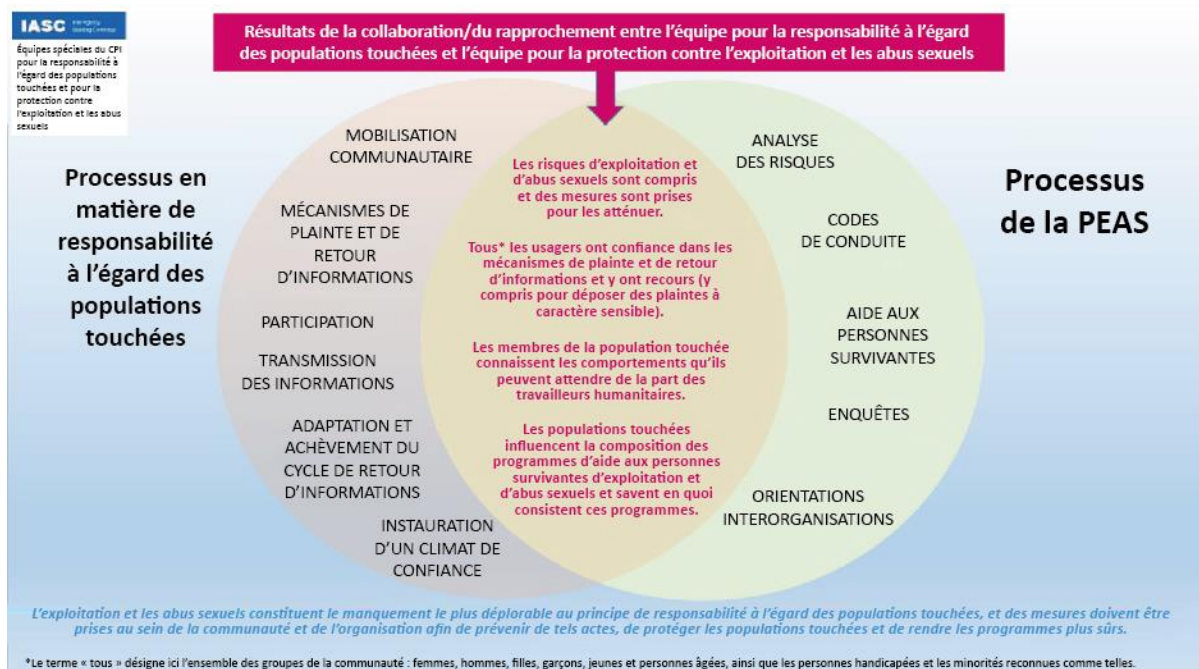 IASC Inter-Agency
Standing Committee
Équipes spéciales du CPI
pour la responsabilité à
l'égard des populations
touchées et pour la
protection contre
l'exploitation et les abus
sexuels
Résultats de la collaboration/du rapprochement entre l'équipe pour la responsabilité à l'égard
des populations touchées et l'équipe pour la protection contre l'exploitation et les abus sexuels
Processus en
matière de
responsabilité
à l'égard des
populations
touchées
MOBILISATION
COMMUNAUTAIRE
MÉCANISMES DE
PLAINTE ET DE
RETOUR
D'INFORMATIONS
PARTICIPATION
TRANSMISSION
DES INFORMATIONS
ADAPTATION ET
ACHÈVEMENT DU
CYCLE DE RETOUR
D'INFORMATIONS
INSTAURATION
D'UN CLIMAT DE
CONFIANCE
Les risques d'exploitation et
d'abus sexuels sont compris
et des mesures sont prises
pour les atténuer.
Tous* les usagers ont confiance dans les
mécanismes de plainte et de retour
d'informations et y ont recours (y
compris pour déposer des plaintes à
caractère sensible).
Les membres de la population touchée
connaissent les comportements qu'ils
peuvent attendre de la part des
travailleurs humanitaires.
Les populations touchées
influencent la composition des
programmes d'aide aux personnes
survivantes d'exploitation et
d'abus sexuels et savent en quoi
consistent ces programmes.
ANALYSE
DES RISQUES
CODES
DE CONDUITE
AIDE AUX
PERSONNES
SURVIVANTES
ENQUÊTES
ORIENTATIONS
INTERORGANISATIONS
Processus
de la PEAS
L'exploitation et les abus sexuels constituent le manquement le plus déplorable au principe de responsabilité à l'égard des populations touchées, et des mesures doivent être
prises au sein de la communauté et de l'organisation afin de prévenir de tels actes, de protéger les populations touchées et de rendre les programmes plus sûrs.
*Le terme « tous » désigne ici l'ensemble des groupes de la communauté : femmes, hommes, filles, garçons, jeunes et personnes âgées, ainsi que les personnes handicapées et les minorités reconnues comme telles.